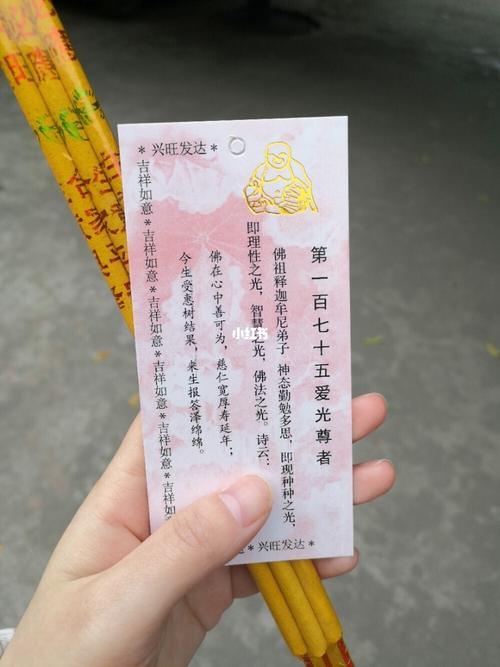 * 兴旺发达 *
第一百七十五爱光尊者
佛祖释迦牟尼弟子 神态勤勉多思，即现种种之光，
即理性之光，智慧之光，佛法之光。诗云：
佛在心中善可为，慈仁宽厚寿延年；
今生受惠树结果，来生报答泽绵绵。
吉祥如意*吉祥如意*吉祥如意*吉祥如意*吉祥如意*吉祥如
* 兴旺发达 *
小红书